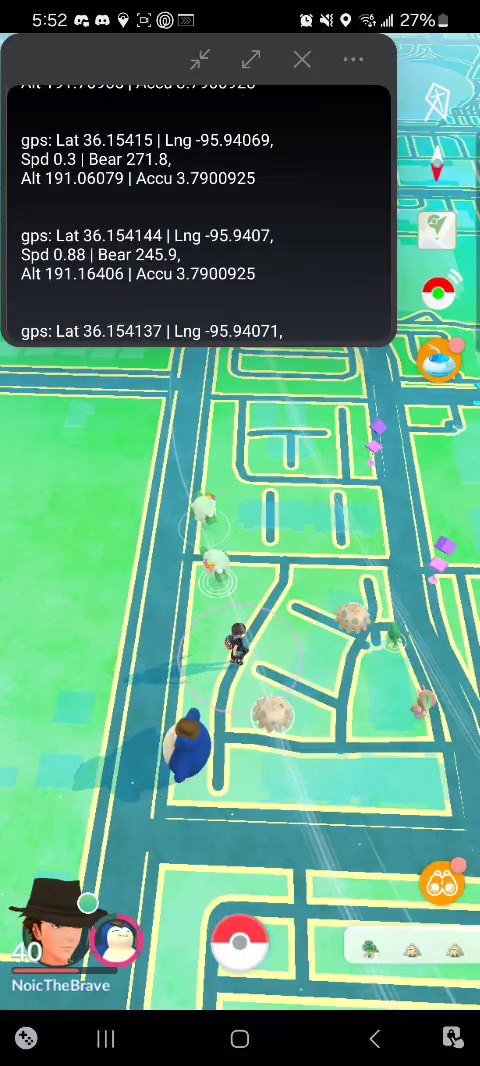 5:52
27%
gps: Lat 36.15415 | Lng -95.94069,
Spd 0.3 | Bear 271.8,
Alt 191.06079 | Accu 3.7900925
gps: Lat 36.154144 | Lng -95.9407,
Spd 0.88 | Bear 245.9,
Alt 191.16406 | Accu 3.7900925
gps: Lat 36.154137 | Lng -95.94071,
40
NoicTheBrave